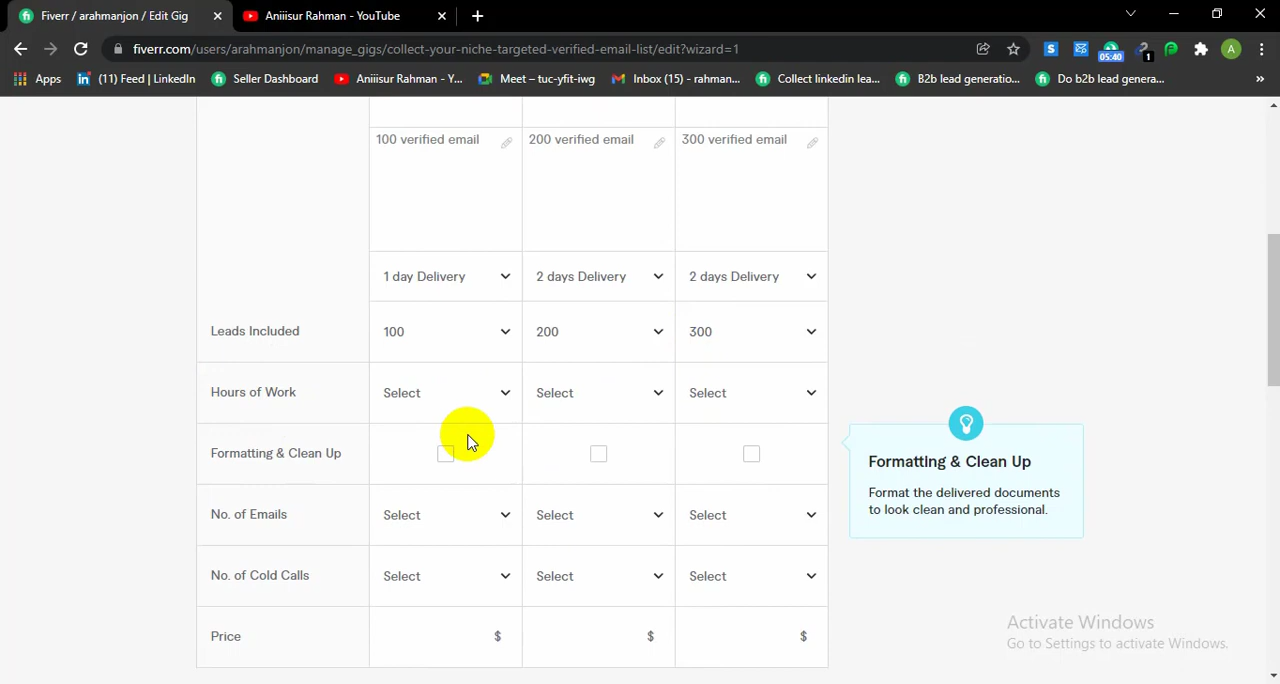 Fiverr / arahmanjon / Edit Gig
Aniiisur Rahman - YouTube
fiverr.com/users/arahmanjon/manage_gigs/collect-your-niche-targeted-verified-email-list/edit?wizard=1
S
05:40
1
A
Apps
(11) Feed | LinkedIn
Seller Dashboard
Aniiisur Rahman - Y...
Meet – tuc-yfit-iwg
Inbox (15) - rahman...
Collect linkedin lea...
B2b lead generatio...
Do b2b lead genera...
»
100 verified email
200 verified email
300 verified email
1 day Delivery
2 days Delivery
2 days Delivery
Leads Included
100
200
300
Hours of Work
Select
Select
Select
Formatting & Clean Up
Formatting & Clean Up
Format the delivered documents
to look clean and professional.
No. of Emails
Select
Select
Select
No. of Cold Calls
Select
Select
Select
Price
$
$
$
Activate Windows
Go to Settings to activate Windows.